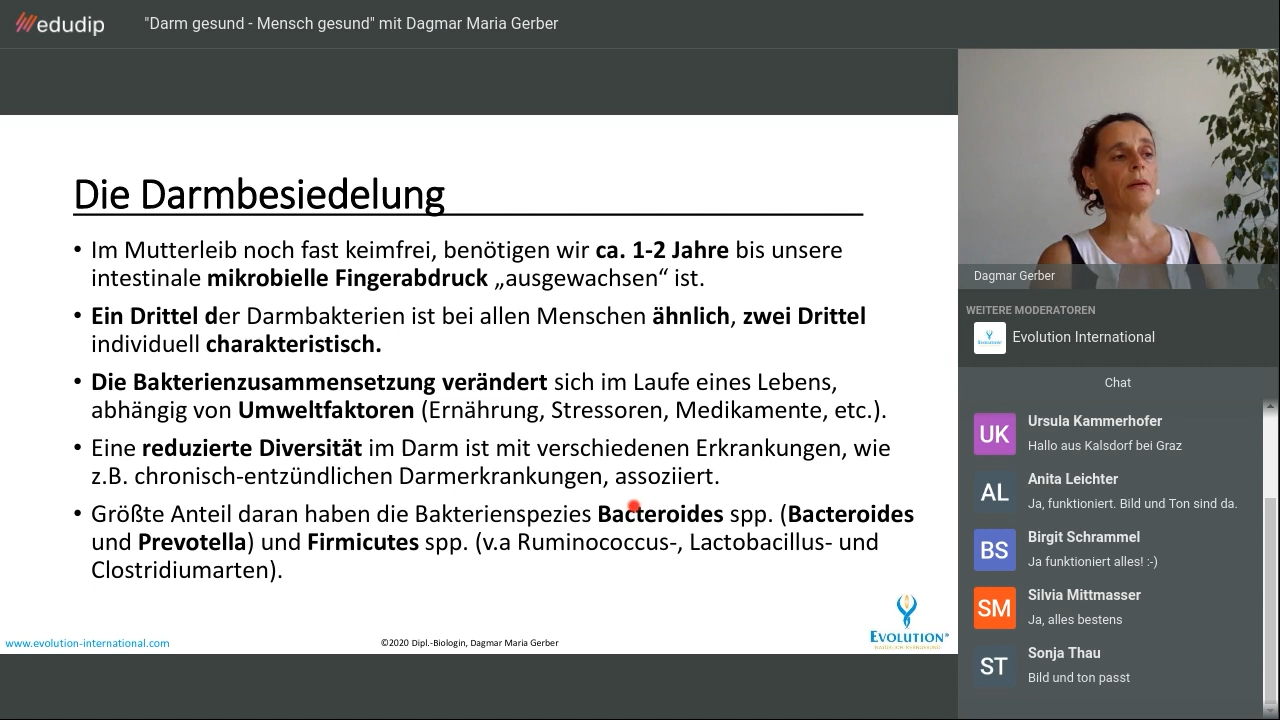 edudip
"Darm gesund - Mensch gesund" mit Dagmar Maria Gerber
Die Darmbesiedelung
• Im Mutterleib noch fast keimfrei, benötigen wir ca. 1-2 Jahre bis unsere
intestinale mikrobielle Fingerabdruck „ausgewachsen“ ist.
• Ein Drittel der Darmbakterien ist bei allen Menschen ähnlich, zwei Drittel
individuell charakteristisch.
• Die Bakterienzusammensetzung verändert sich im Laufe eines Lebens,
abhängig von Umweltfaktoren (Ernährung, Stressoren, Medikamente, etc.).
• Eine reduzierte Diversität im Darm ist mit verschiedenen Erkrankungen, wie
z.B. chronisch-entzündlichen Darmerkrankungen, assoziiert.
• Größte Anteil daran haben die Bakterienspezies Bacteroides spp. (Bacteroides
und Prevotella) und Firmicutes spp. (v.a Ruminococcus-, Lactobacillus- und
Clostridiumarten).
www.evolution-international.com
©2020 Dipl.-Biologin, Dagmar Maria Gerber
EVOLUTION®
Dagmar Gerber
WEITERE MODERATOREN
Evolution International
Chat
UK
Ursula Kammerhofer
Hallo aus Kalsdorf bei Graz
AL
Anita Leichter
Ja, funktioniert. Bild und Ton sind da.
BS
Birgit Schrammel
Ja funktioniert alles! :-)
SM
Silvia Mittmasser
Ja, alles bestens
ST
Sonja Thau
Bild und ton passt